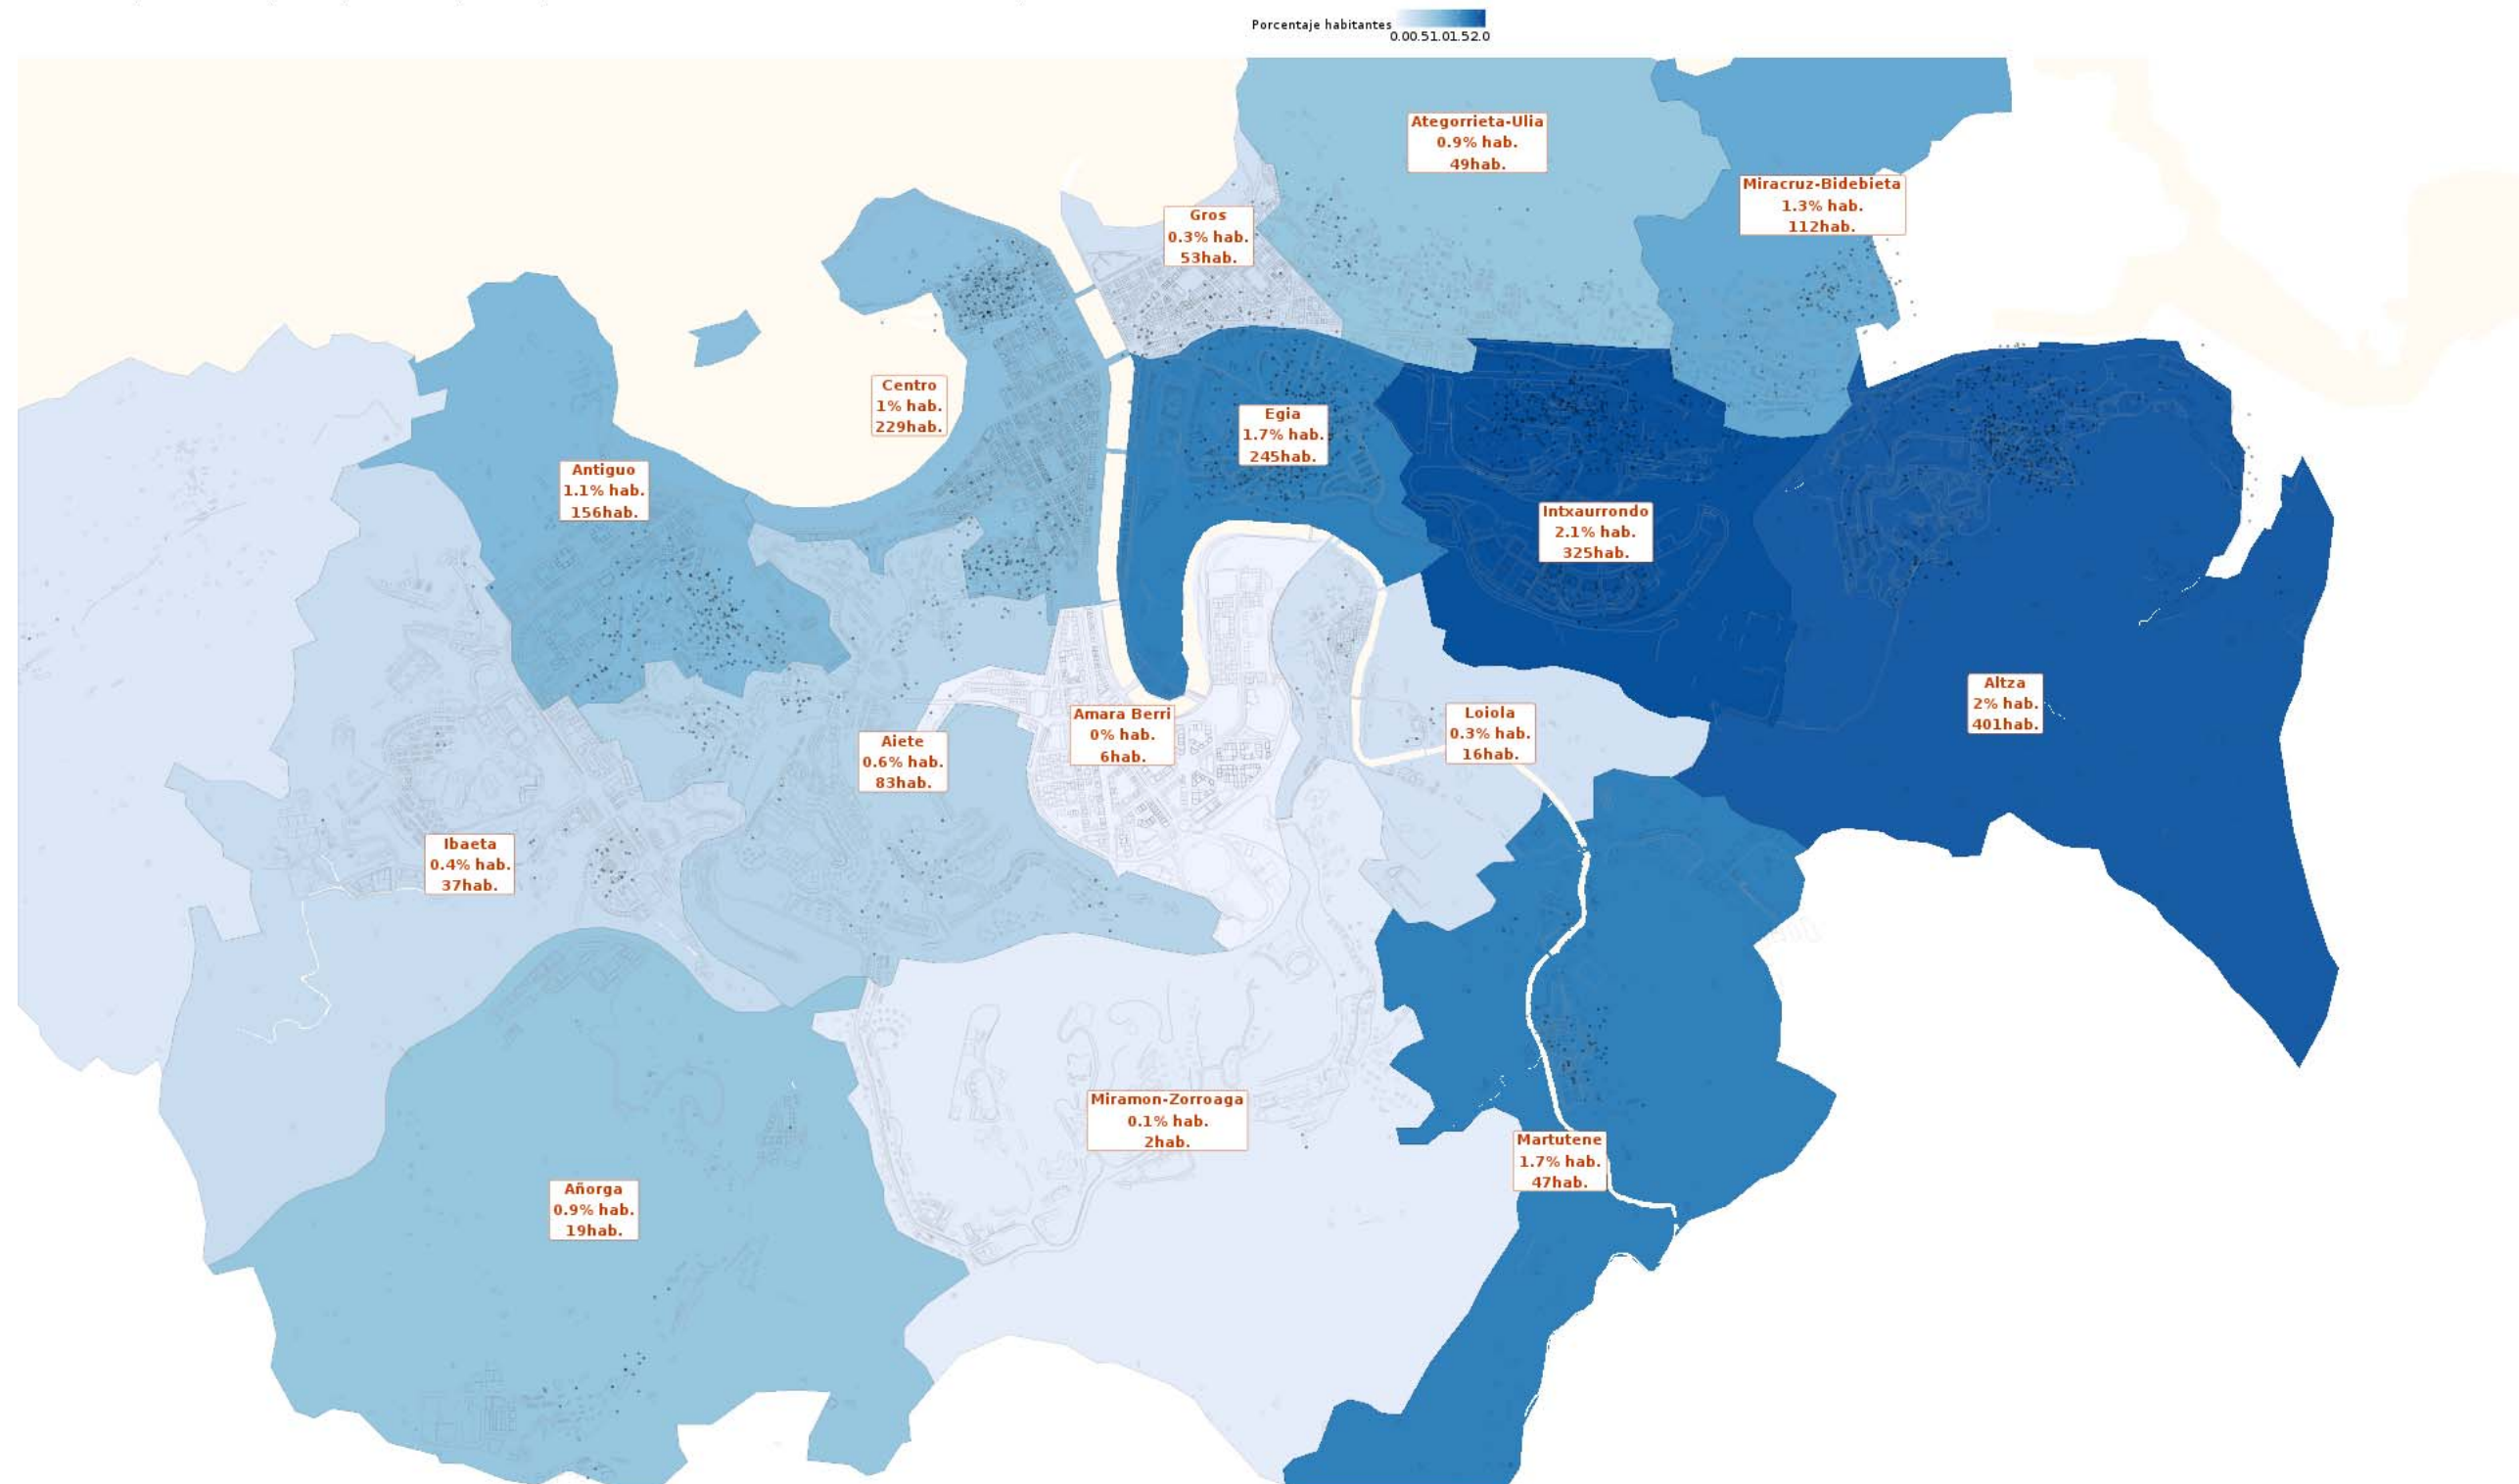 Porcentaje habitantes
0.00.51.01.52.0
Ategorrieta-Ulia
0.9% hab.
49hab.
Miracruz-Bidebieta
1.3% hab.
112hab.
Gros
0.3% hab.
53hab.
Centro
1% hab.
229hab.
Egia
1.7% hab.
245hab.
Antiguo
1.1% hab.
156hab.
Intxaurrondo
2.1% hab.
325hab.
Altza
2% hab.
401hab.
Amara Berri
0% hab.
6hab.
Loiola
0.3% hab.
16hab.
Aiete
0.6% hab.
83hab.
Ibaeta
0.4% hab.
37hab.
Miramon-Zorroaga
0.1% hab.
2hab.
Martutene
1.7% hab.
47hab.
Añorga
0.9% hab.
19hab.